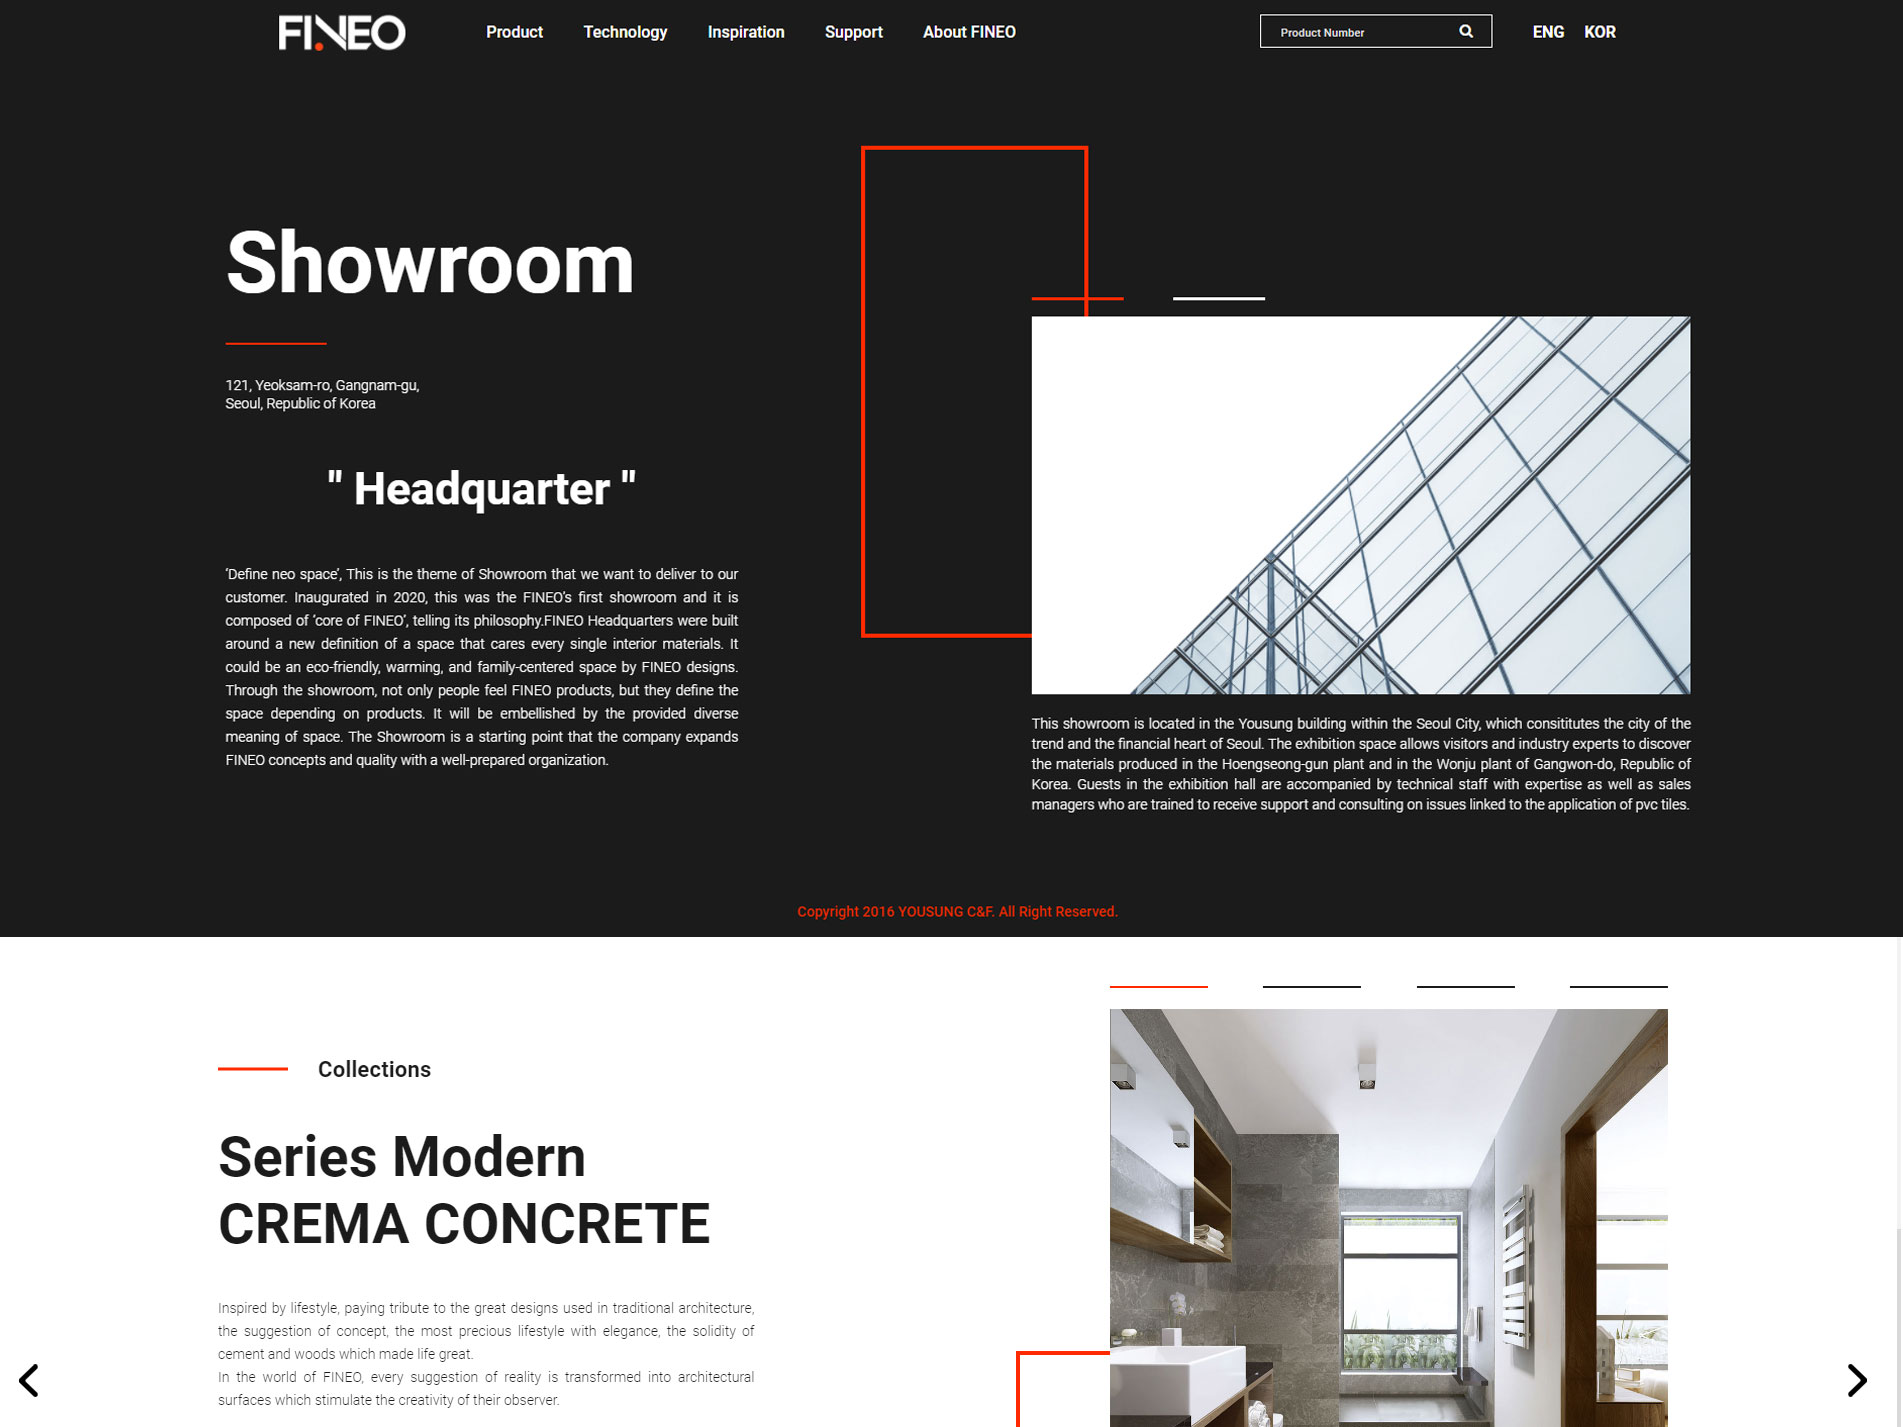 FINEO
Product
Technology
Inspiration
Support
About FINEO
Product Number
ENG
KOR
Showroom
121, Yeoksam-ro, Gangnam-gu,
Seoul, Republic of Korea
" Headquarter "
‘Define neo space’, This is the theme of Showroom that we want to deliver to our
customer. Inaugurated in 2020, this was the FINEO’s first showroom and it is
composed of ‘core of FINEO’, telling its philosophy.FINEO Headquarters were built
around a new definition of a space that cares every single interior materials. It
could be an eco-friendly, warming, and family-centered space by FINEO designs.
Through the showroom, not only people feel FINEO products, but they define the
space depending on products. It will be embellished by the provided diverse
meaning of space. The Showroom is a starting point that the company expands
FINEO concepts and quality with a well-prepared organization.
This showroom is located in the Yousung building within the Seoul City, which consititutes the city of the
trend and the financial heart of Seoul. The exhibition space allows visitors and industry experts to discover
the materials produced in the Hoengseong-gun plant and in the Wonju plant of Gangwon-do, Republic of
Korea. Guests in the exhibition hall are accompanied by technical staff with expertise as well as sales
managers who are trained to receive support and consulting on issues linked to the application of pvc tiles.
Copyright 2016 YOUSUNG C&F. All Right Reserved.
Collections
Series Modern
CREMA CONCRETE
Inspired by lifestyle, paying tribute to the great designs used in traditional architecture,
the suggestion of concept, the most precious lifestyle with elegance, the solidity of
cement and woods which made life great.
In the world of FINEO, every suggestion of reality is transformed into architectural
surfaces which stimulate the creativity of their observer.